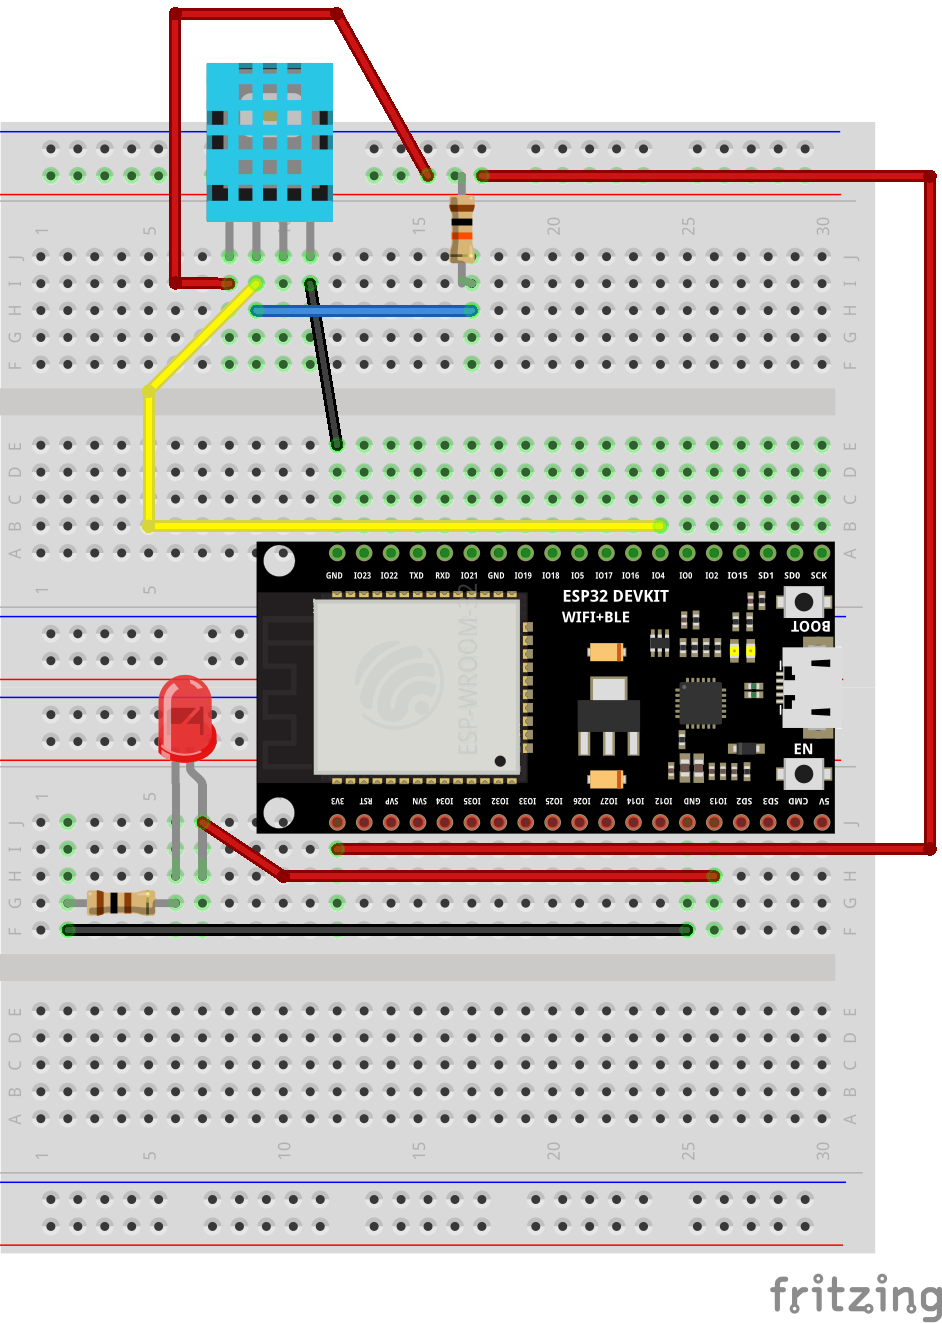 1 5 15 20 25 30
J J
I I
H H
G G
F F
E E
D D
C C
B B
A A
GND IO23 IO22 TXD RXD IO21 GND IO19 IO18 IO5 IO17 IO16 IO4 IO0 IO2 IO15 SD1 SD0 SCK
1 5
ESP32 DEVKIT
WIFI+BLE
BOOT
ESP-WROOM-32
EN
3V3 RST SVP SVN IO34 IO35 IO32 IO33 IO25 IO26 IO27 IO14 IO12 GND IO13 SD2 SD3 CMD 5V
1 5
J J
I I
H H
G G
F F
E E
D D
C C
B B
A A
1 5 10 15 20 25 30
fritzing